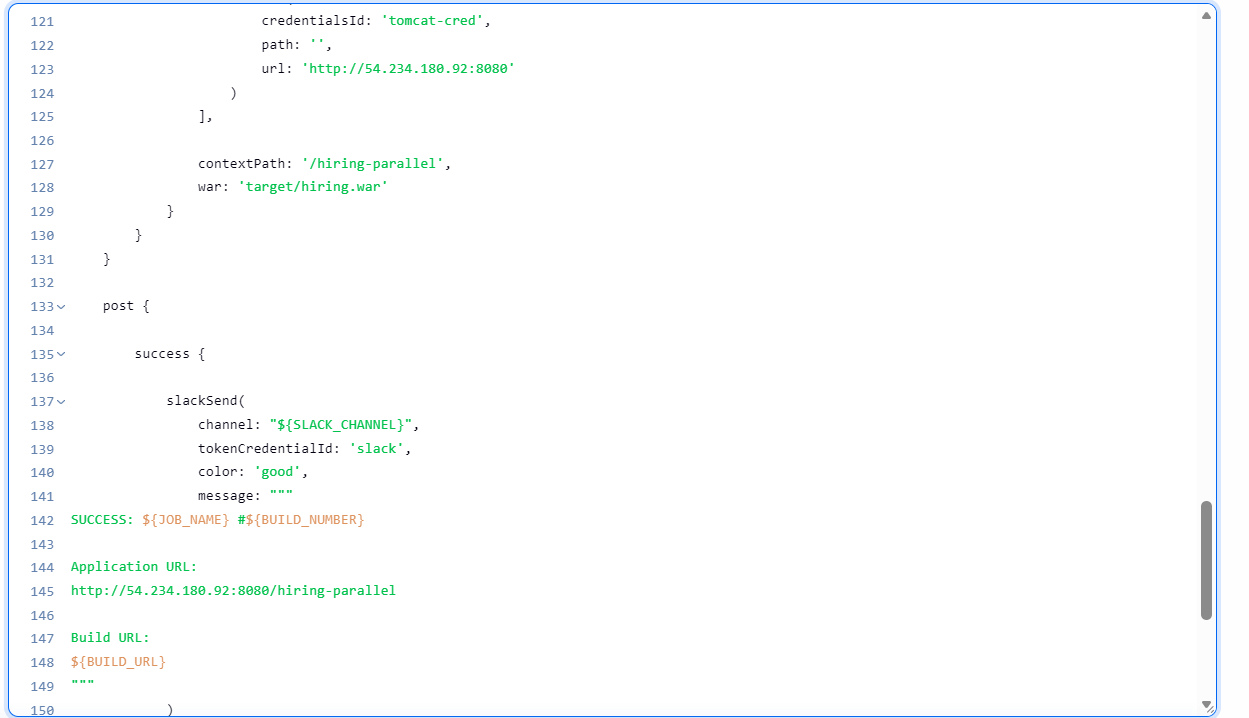 121                          credentialsId: 'tomcat-cred',
122                          path: '',
123                          url: 'http://54.234.180.92:8080'
124                      )
125                  ],
126
127                  contextPath: '/hiring-parallel',
128                  war: 'target/hiring.war'
129              }
130          }
131      }
132
133      post {
134
135          success {
136
137              slackSend(
138                  channel: "${SLACK_CHANNEL}",
139                  tokenCredentialId: 'slack',
140                  color: 'good',
141                  message: """
142  SUCCESS: ${JOB_NAME} #${BUILD_NUMBER}
143
144  Application URL:
145  http://54.234.180.92:8080/hiring-parallel
146
147  Build URL:
148  ${BUILD_URL}
149  """
150              )